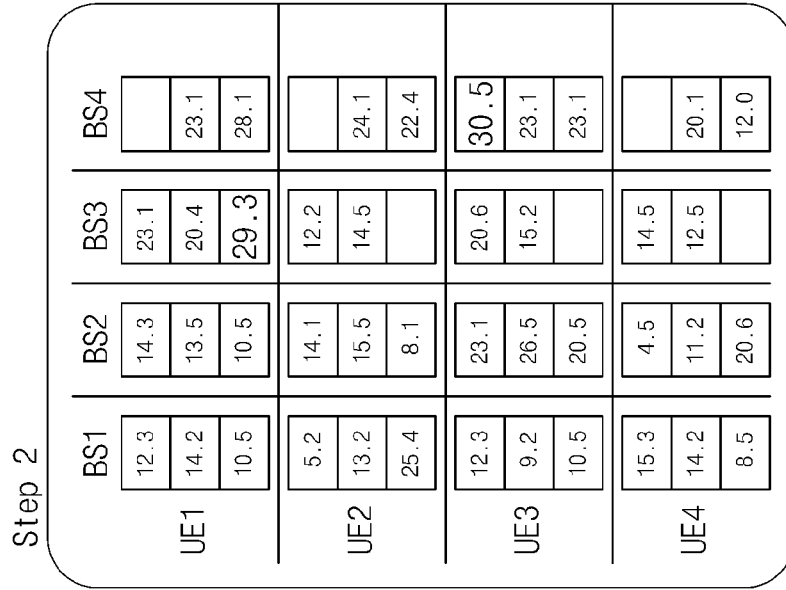 Step 2
BS1 BS2 BS3 BS4
12.3 14.3 23.1
UE1 14.2 13.5 20.4 23.1
10.5 10.5 29.3 28.1
5.2 14.1 12.2
UE2 13.2 15.5 14.5 24.1
25.4 8.1 22.4
12.3 23.1 20.6 30.5
UE3 9.2 26.5 15.2 23.1
10.5 20.5 23.1
15.3 4.5 14.5
UE4 14.2 11.2 12.5 20.1
8.5 20.6 12.0